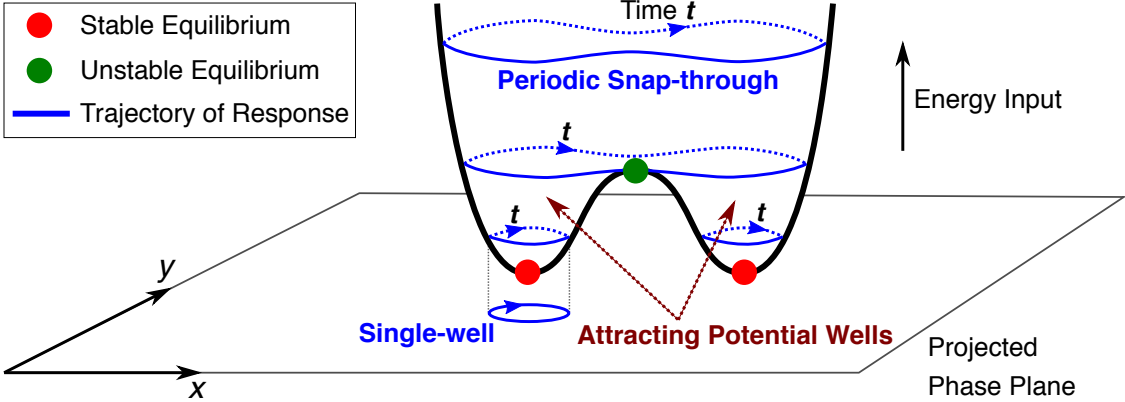 Stable Equilibrium
Unstable Equilibrium
Trajectory of Response
Time t
Periodic Snap-through
Energy Input
t
t
t
y
Single-well
Attracting Potential Wells
x
Projected
Phase Plane